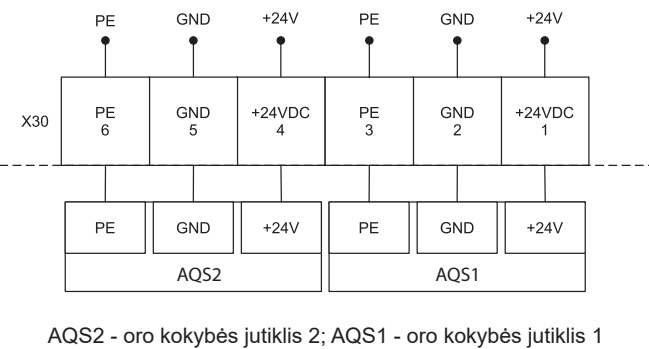 PE GND +24V PE GND +24V
X30
PE GND +24VDC PE GND +24VDC
6 5 4 3 2 1
PE GND +24V PE GND +24V
AQS2 AQS1
AQS2 - oro kokybės jutiklis 2; AQS1 - oro kokybės jutiklis 1